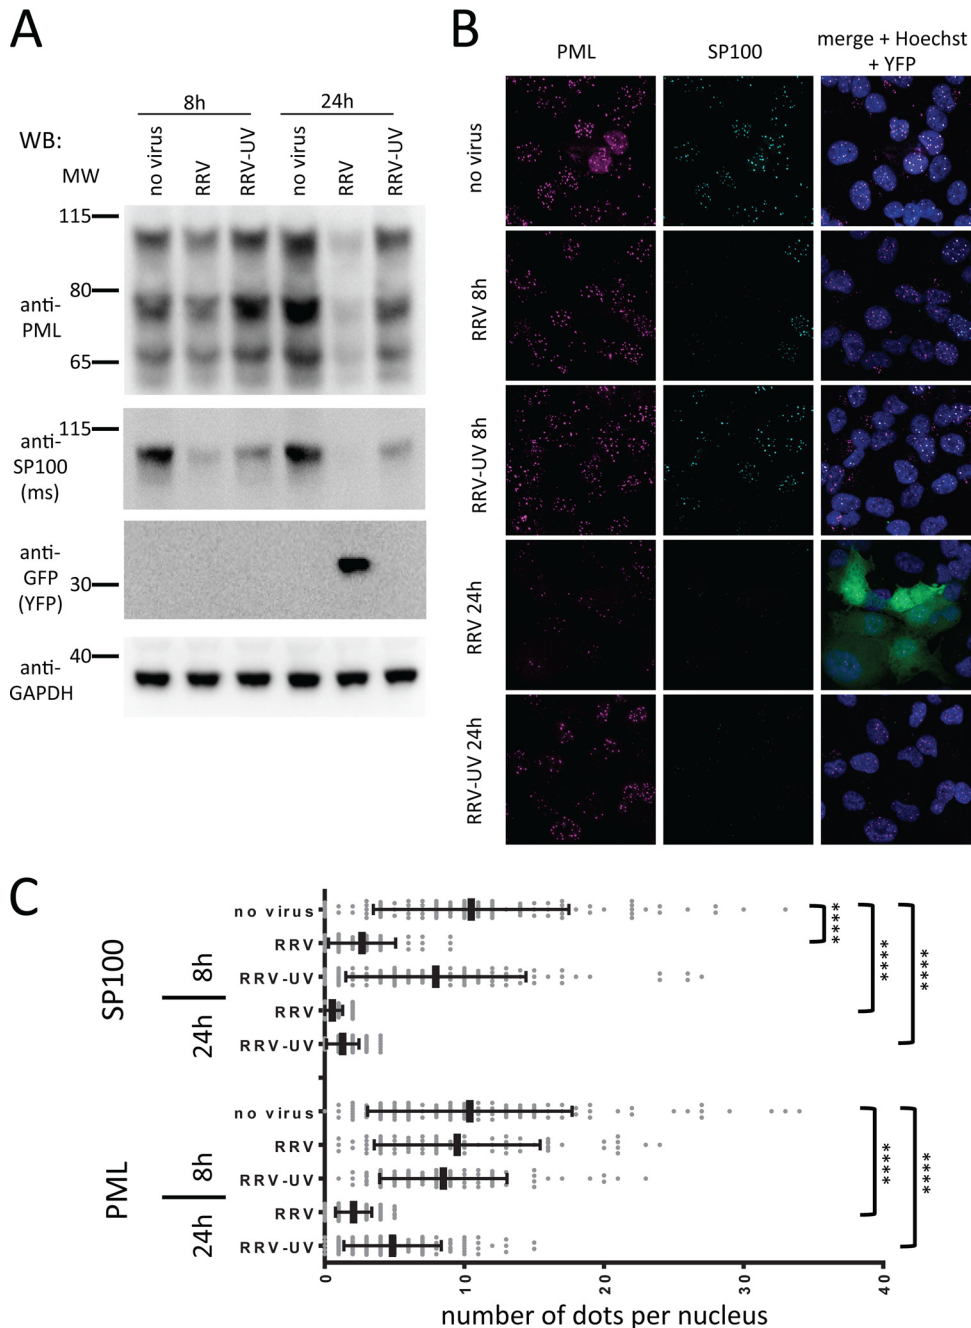 A
8h
24h
WB:
MW
no virus
RRV
RRV-UV
no virus
RRV
RRV-UV
115
80
anti-
PML
65
115
anti-
SP100
(ms)
anti-
GFP
(YFP)
30
40
anti-
GAPDH
B
PML
SP100
merge + Hoechst
+ YFP
no virus
RRV 8h
RRV-UV 8h
RRV 24h
RRV-UV 24h
C
SP100
8h
24h
no virus
RRV
RRV-UV
RRV
RRV-UV
****
****
****
PML
8h
24h
no virus
RRV
RRV-UV
RRV
RRV-UV
****
****
0
10
20
30
40
number of dots per nucleus